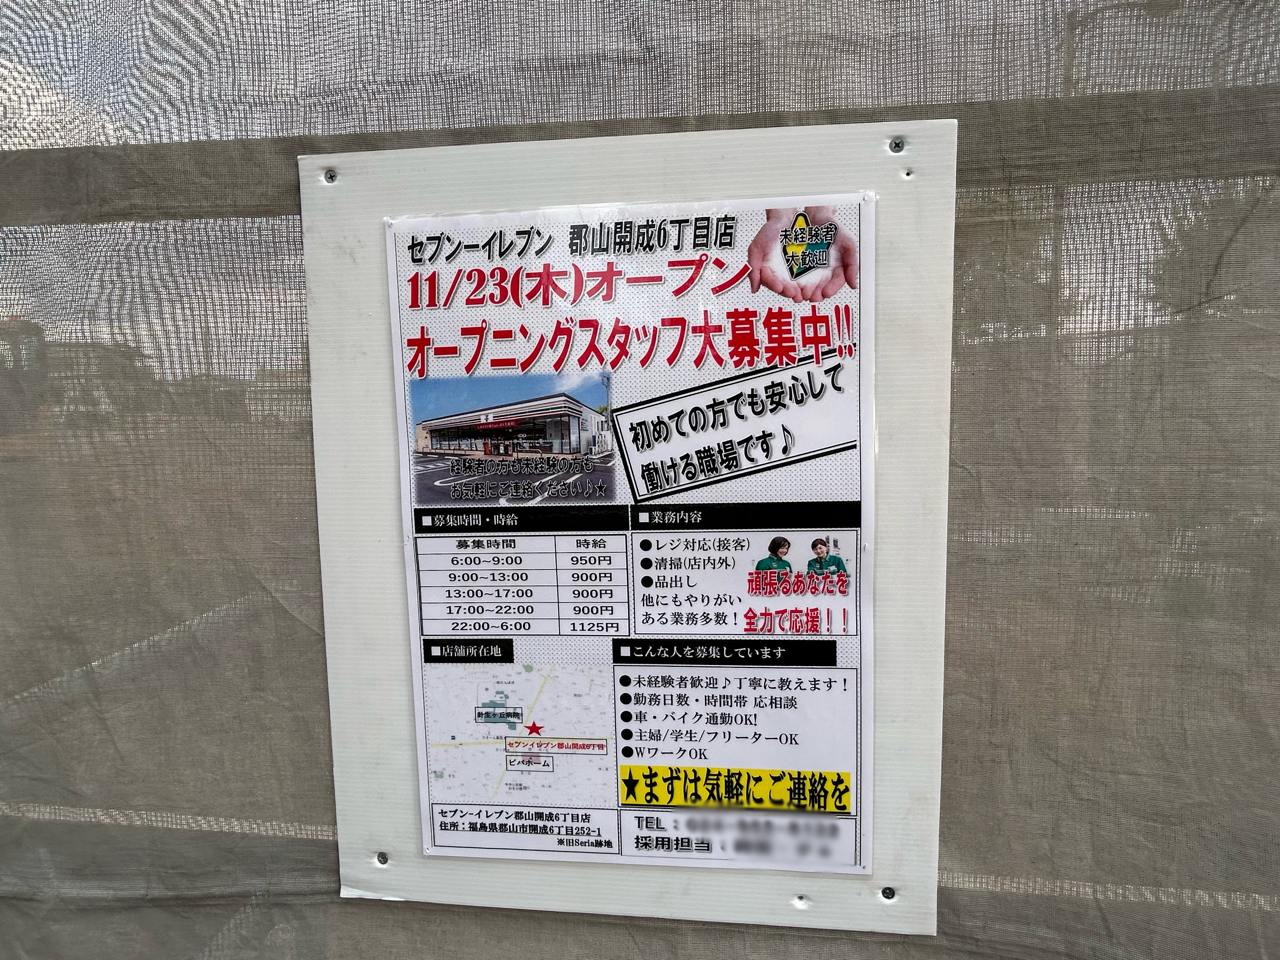 セブンーイレブン 郡山開成6丁目店
未経験者
大歓迎
11/23(木)オープン
オープニングスタッフ大募集中!!
初めての方でも安心して
働ける職場です♪
経験者の方も未経験の方も
お気軽にご連絡ください♪★
■募集時間・時給
募集時間 時給
6:00~9:00 950円
9:00~13:00 900円
13:00~17:00 900円
17:00~22:00 900円
22:00~6:00 1125円
■業務内容
●レジ対応(接客)
●清掃(店内外)
●品出し
他にもやりがい
ある業務多数!
頑張るあなたを
全力で応援!!
■店舗所在地
針生ヶ丘病院
セブンイレブン郡山開成6丁目
ビバホーム
セブン-イレブン郡山開成6丁目店
住所:福島県郡山市開成6丁目252-1
※旧Seria跡地
■こんな人を募集しています
●未経験者歓迎♪丁寧に教えます!
●勤務日数・時間帯 応相談
●車・バイク通勤OK!
●主婦/学生/フリーターOK
●WワークOK
★まずは気軽にご連絡を
TEL:
採用担当: